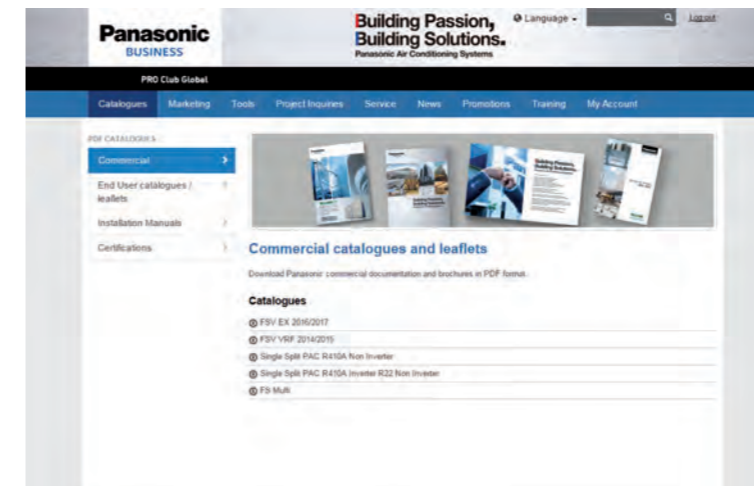 Panasonic
BUSINESS
Building Passion,
Building Solutions.
Panasonic Air Conditioning Systems
Language
Logout
PRO Club Global
Catalogues Marketing Tools Project Inquiries Service News Promotions Training My Account
PDF CATALOGUES
Commercial
End User catalogues /
leaflets
Installation Manuals
Certifications
Commercial catalogues and leaflets
Download Panasonic commercial documentation and brochures in PDF format.
Catalogues
FSV EX 2016/2017
FSV VRF 2014/2015
Single Split PAC R410A Non Inverter
Single Split PAC R410A Inverter R22 Non Inverter
FS Multi